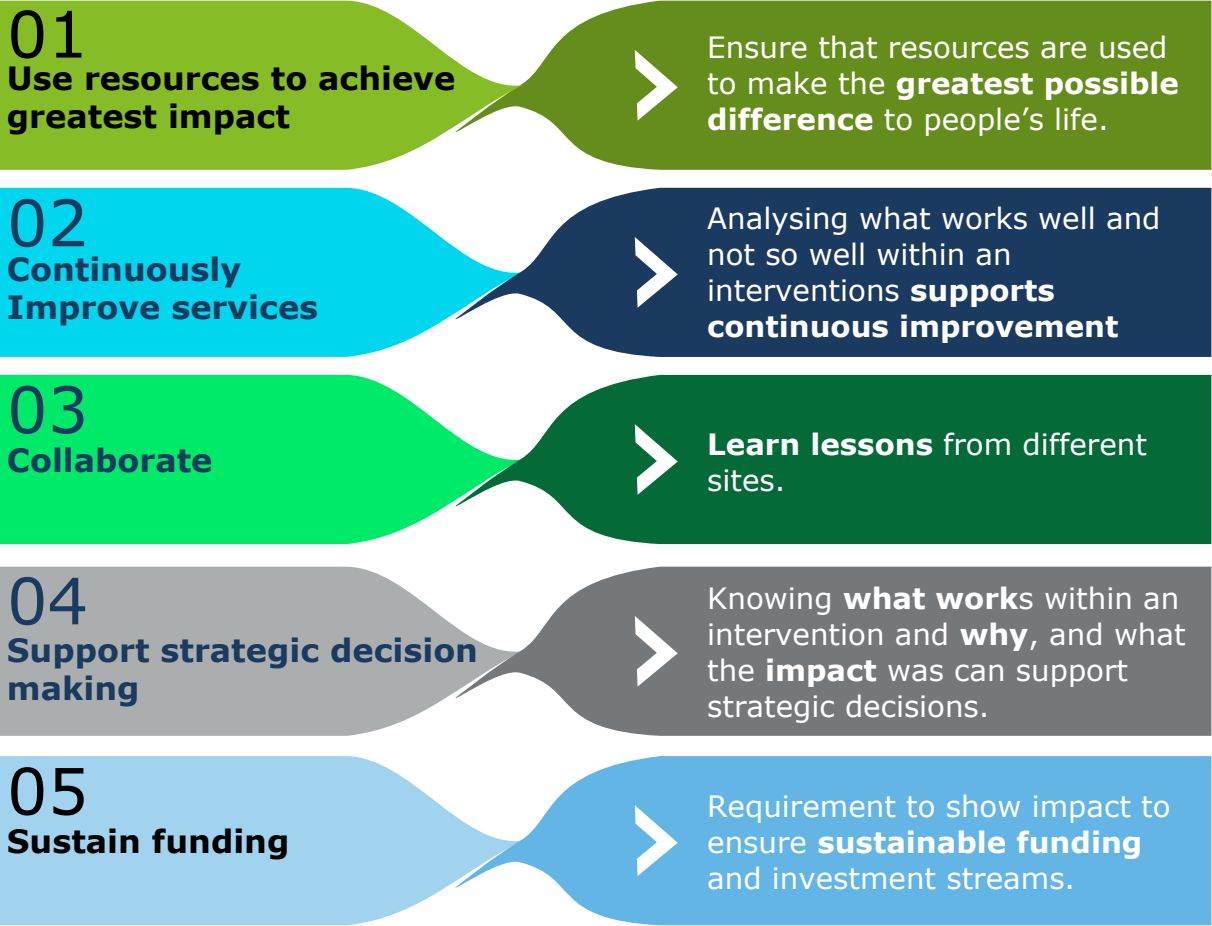 01
Use resources to achieve
greatest impact
Ensure that resources are used
to make the greatest possible
difference to people's life.
02
Continuously
Improve services
Analysing what works well and
not so well within an
interventions supports
continuous improvement
03
Collaborate
Learn lessons from different
sites.
04
Support strategic decision
making
Knowing what works within an
intervention and why, and what
the impact was can support
strategic decisions.
05
Sustain funding
Requirement to show impact to
ensure sustainable funding
and investment streams.